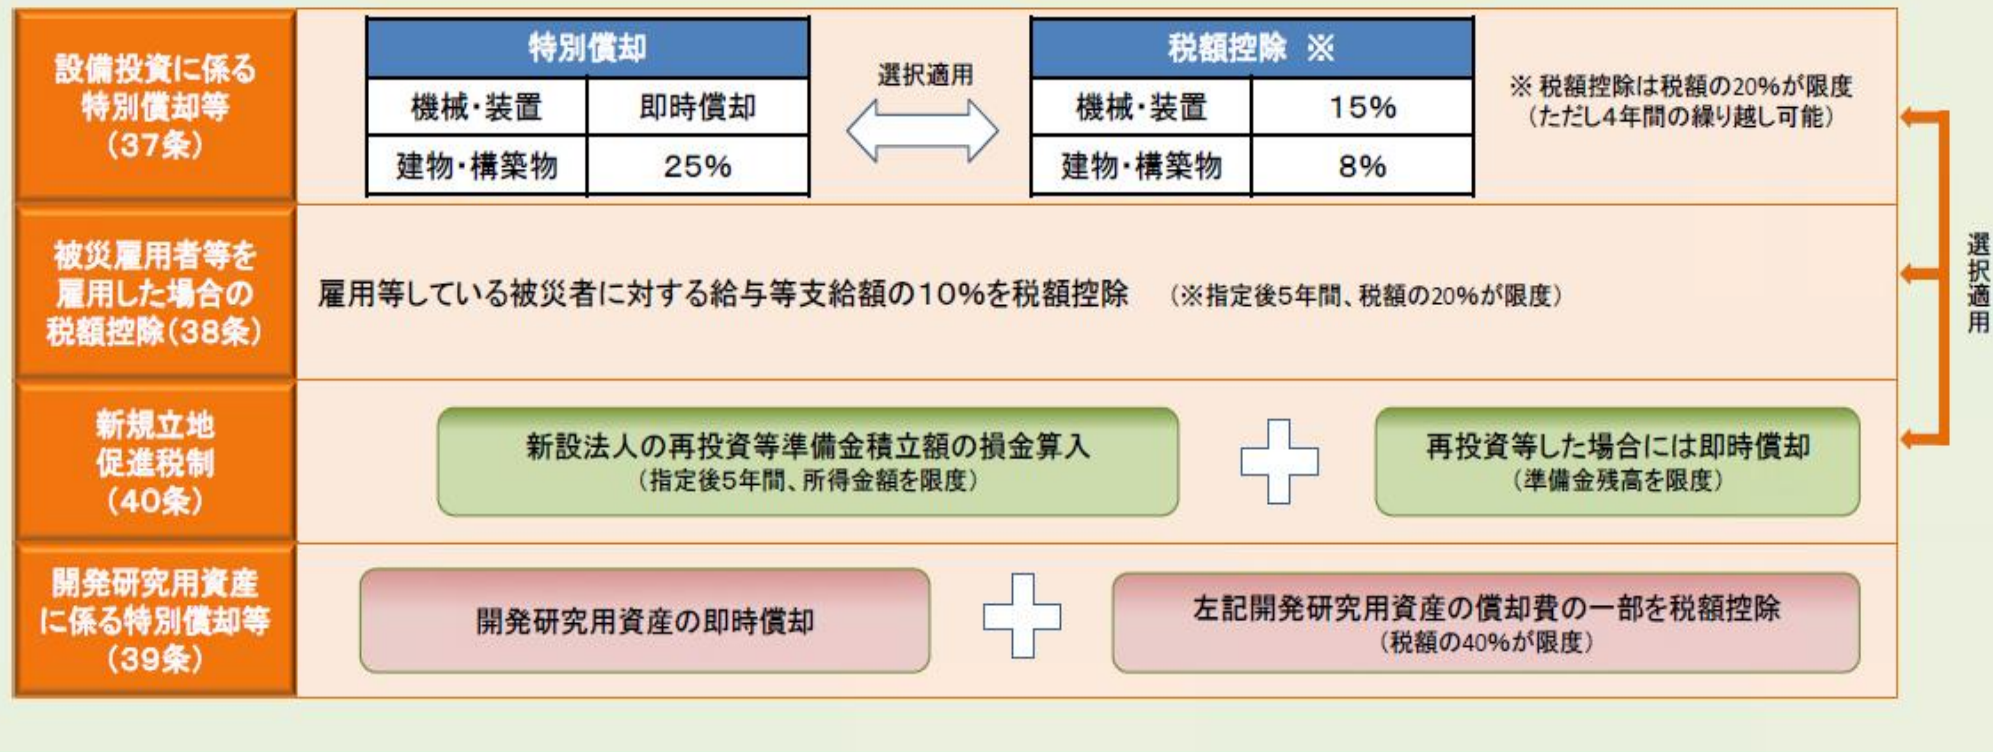 設備投資に係る
特別償却等
(37条)
特別償却
機械・装置 即時償却
建物・構築物 25%
選択適用
税額控除 ※
機械・装置 15%
建物・構築物 8%
※ 税額控除は税額の20%が限度
(ただし4年間の繰り越し可能)
被災雇用者等を
雇用した場合の
税額控除(38条)
雇用等している被災者に対する給与等支給額の10%を税額控除 (※指定後5年間、税額の20%が限度)
新規立地
促進税制
(40条)
新設法人の再投資等準備金積立額の損金算入
(指定後5年間、所得金額を限度)
再投資等した場合には即時償却
(準備金残高を限度)
開発研究用資産
に係る特別償却等
(39条)
開発研究用資産の即時償却
左記開発研究用資産の償却費の一部を税額控除
(税額の40%が限度)
選択適用